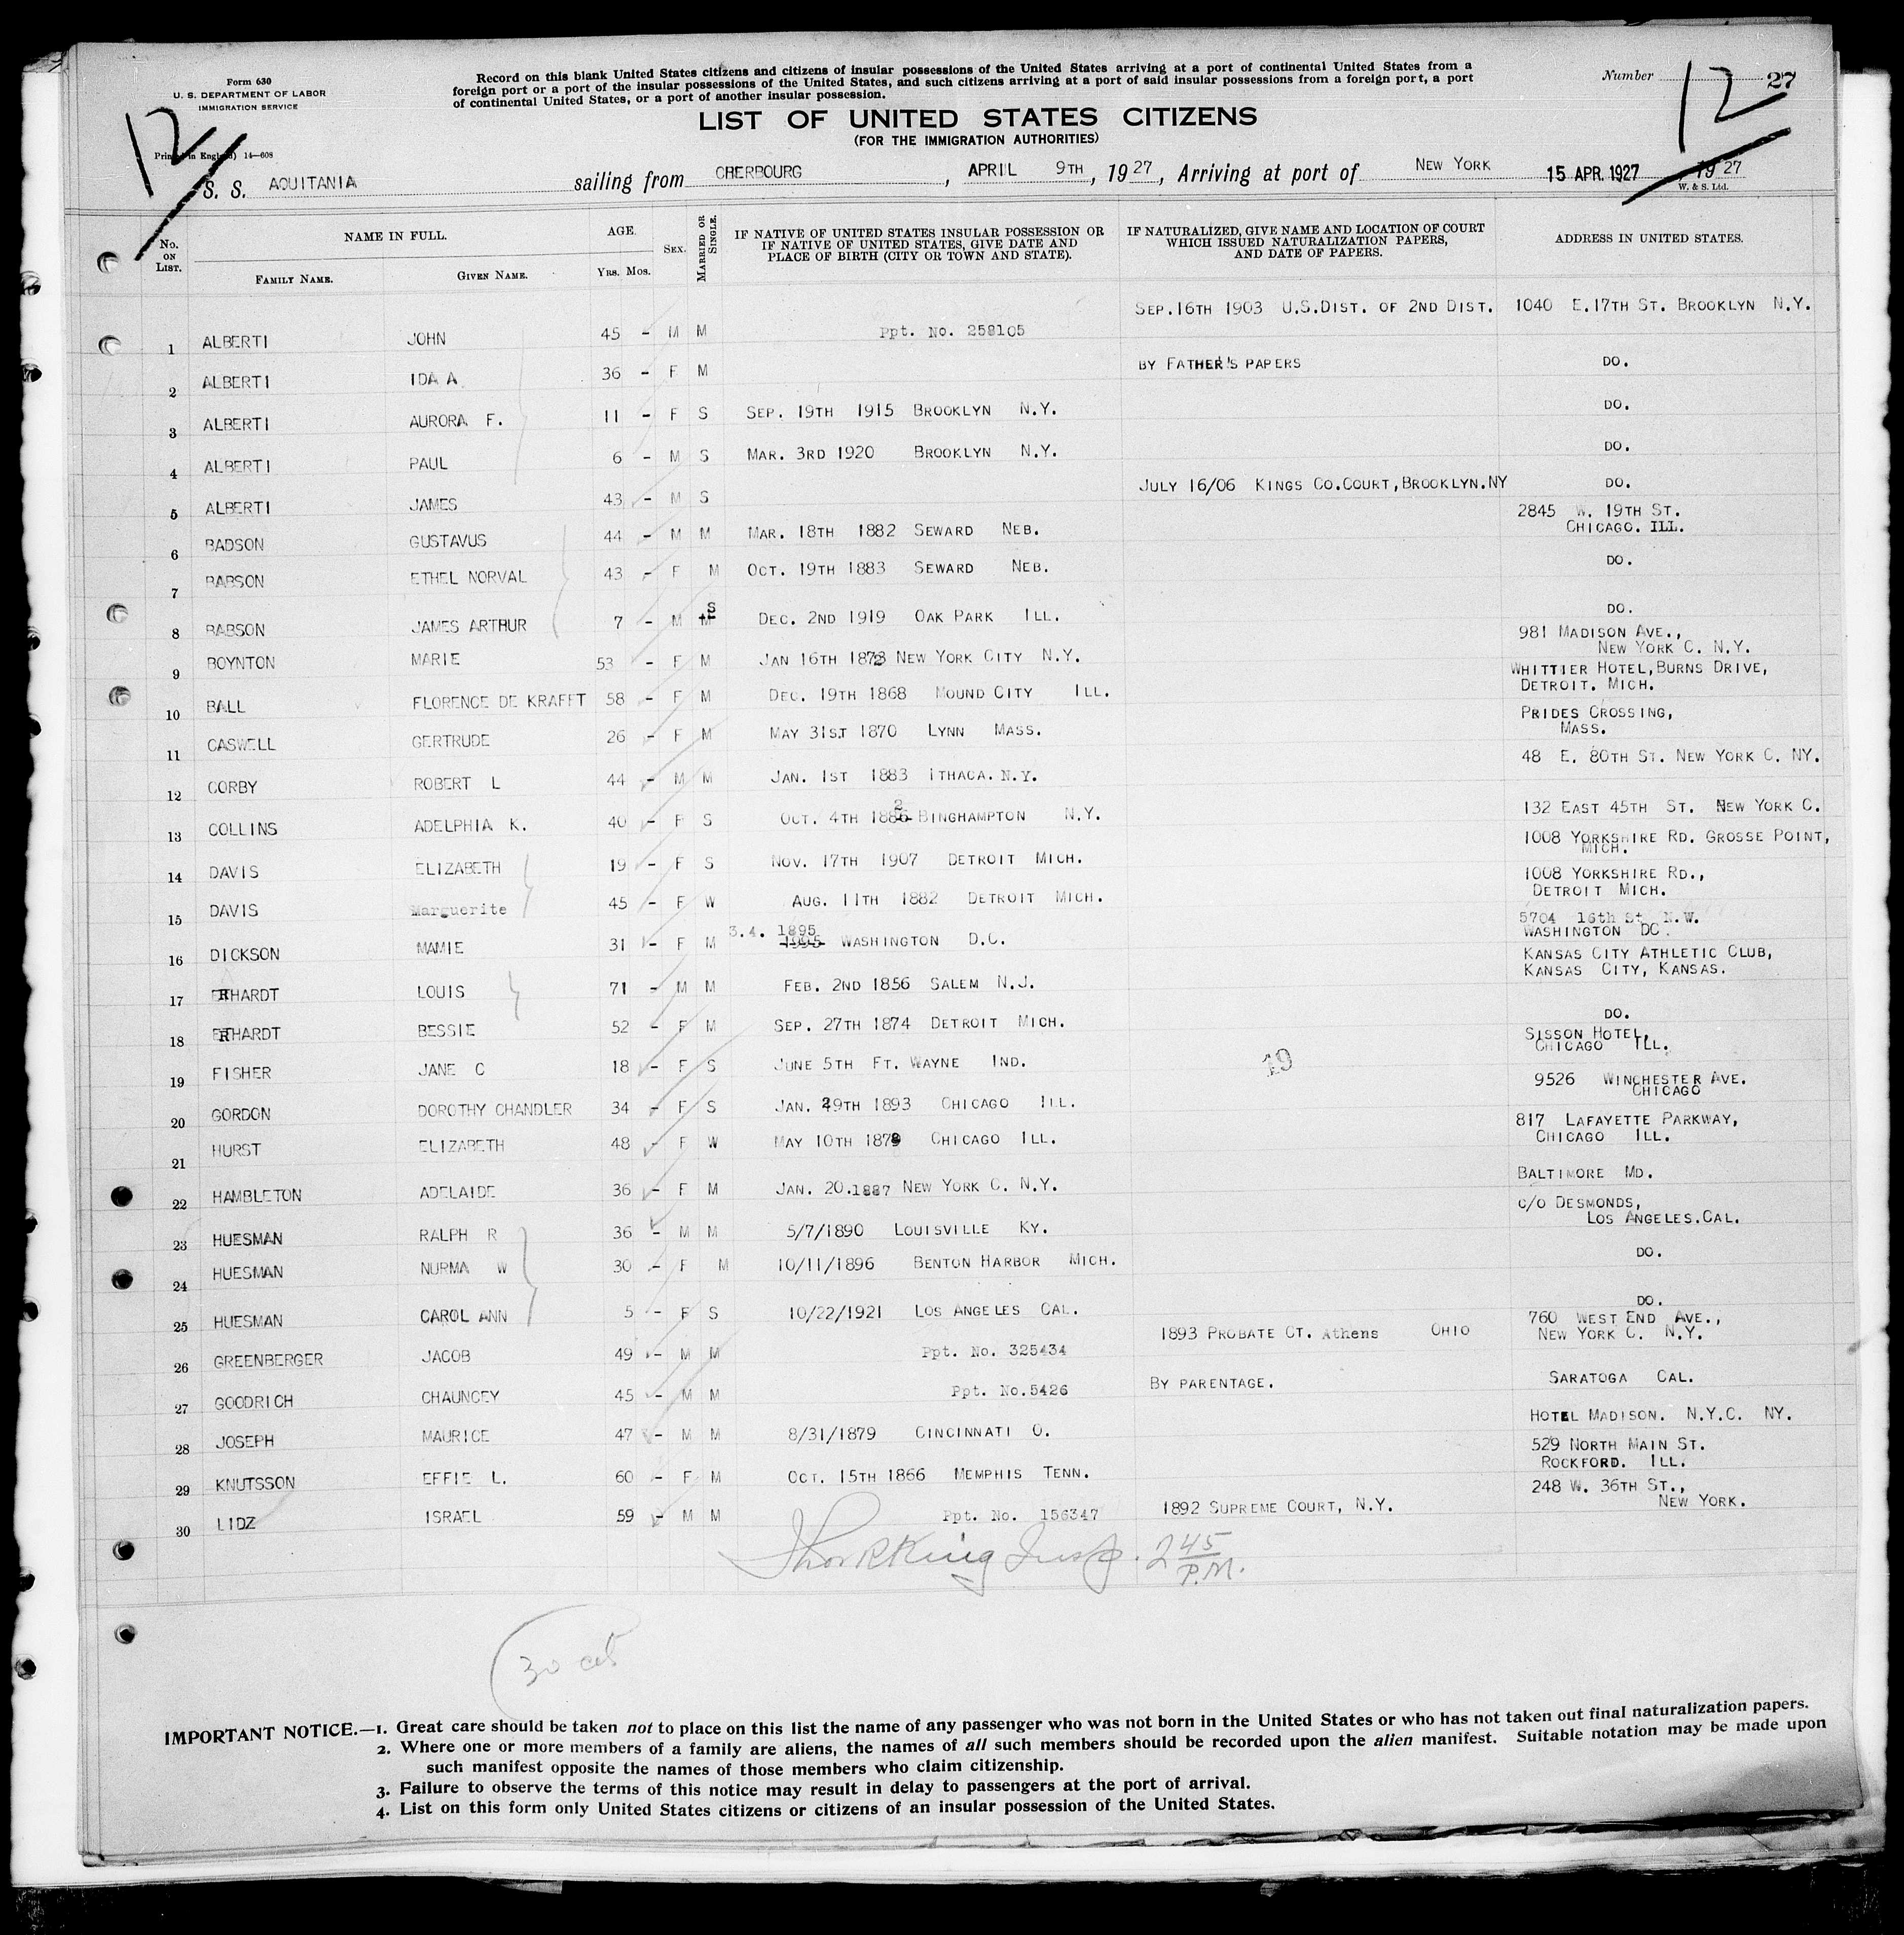 Form 630
U. S. DEPARTMENT OF LABOR
IMMIGRATION SERVICE
Record on this blank United States citizens and citizens of insular possessions of the United States arriving at a port of continental United States from a
foreign port or a port of the insular possessions of the United States, and such citizens arriving at a port of said insular possessions from a foreign port, a port
of continental United States, or a port of another insular possession.
Number 12 27
12
LIST OF UNITED STATES CITIZENS
(FOR THE IMMIGRATION AUTHORITIES)
Printed in England) 14—608
S. S. AQUITANIA sailing from CHERBOURG, APRIL 9TH, 1927, Arriving at port of NEW YORK 15 APR. 1927 , 1927
W. & S. Ltd.
No. ON LIST. NAME IN FULL. FAMILY NAME. GIVEN NAME. AGE. YRS. MOS. SEX. MARRIED OR SINGLE. IF NATIVE OF UNITED STATES INSULAR POSSESSION OR IF NATIVE OF UNITED STATES, GIVE DATE AND PLACE OF BIRTH (CITY OR TOWN AND STATE). IF NATURALIZED, GIVE NAME AND LOCATION OF COURT WHICH ISSUED NATURALIZATION PAPERS, AND DATE OF PAPERS. ADDRESS IN UNITED STATES.
1 ALBERTI JOHN 45 - M M Ppt. No. 259105 SEP.16TH 1903 U.S.DIST. OF 2ND DIST. 1040 E.17TH ST. BROOKLYN N.Y.
2 ALBERTI IDA A 36 - F M BY FATHER'S PAPERS DO.
3 ALBERTI AURORA F. 11 - F S SEP. 19TH 1915 BROOKLYN N.Y. DO.
4 ALBERTI PAUL 6 - M S MAR. 3RD 1920 BROOKLYN N.Y. DO.
5 ALBERTI JAMES 43 - M S JULY 16/06 KINGS CO.COURT,BROOKLYN.NY DO.
6 BADSON GUSTAVUS 44 - M M MAR. 18TH 1882 SEWARD NEB. 2845 W. 19TH ST. CHICAGO. ILL.
7 BABSON ETHEL NORVAL 43 - F M OCT. 19TH 1883 SEWARD NEB. DO.
8 BABSON JAMES ARTHUR 7 - M M S DEC. 2ND 1919 OAK PARK ILL. DO.
9 BOYNTON MARIE 53 - F M JAN 16TH 1873 NEW YORK CITY N.Y. 981 MADISON AVE., NEW YORK C. N.Y.
10 BALL FLORENCE DE KRAFFT 58 - F M DEC. 19TH 1868 MOUND CITY ILL. WHITTIER HOTEL,BURNS DRIVE, DETROIT. MICH.
11 CASWELL GERTRUDE 26 - F M MAY 31ST 1870 LYNN MASS. PRIDES CROSSING, MASS.
12 CORBY ROBERT L 44 - M M JAN. 1ST 1883 ITHACA. N.Y. 48 E. 80TH ST. NEW YORK C. NY.
13 COLLINS ADELPHIA K. 40 - F S OCT. 4TH 1886 2 BINGHAMPTON N.Y. 132 EAST 45TH ST. NEW YORK C.
14 DAVIS ELIZABETH 19 - F S NOV. 17TH 1907 DETROIT MICH. 1008 YORKSHIRE RD. GROSSE POINT, MICH.
15 DAVIS Marguerite 45 - F W AUG. 11TH 1882 DETROIT MICH. 1008 YORKSHIRE RD., DETROIT MICH.
16 DICKSON MAMIE 31 - F M 3.4. 1895 WASHINGTON D.C. 5704 16th St N.W. WASHINGTON DC.
17 ERHARDT LOUIS 71 - M M FEB. 2ND 1856 SALEM N.J. KANSAS CITY ATHLETIC CLUB, KANSAS CITY, KANSAS.
18 ERHARDT BESSIE 52 - F M SEP. 27TH 1874 DETROIT MICH. DO.
19 FISHER JANE C 18 - F S JUNE 5TH FT. WAYNE IND. 19 SISSON HOTEL, CHICAGO ILL.
20 GORDON DOROTHY CHANDLER 34 - F S JAN. 29TH 1893 CHICAGO ILL. 9526 WINCHESTER AVE. CHICAGO
21 HURST ELIZABETH 48 - F W MAY 10TH 1878 CHICAGO ILL. 817 LAFAYETTE PARKWAY, CHICAGO ILL.
22 HAMBLETON ADELAIDE 36 - F M JAN. 20.1887 NEW YORK C. N.Y. BALTIMORE MD.
23 HUESMAN RALPH R 36 - M M 5/7/1890 LOUISVILLE KY. C/O DESMONDS, LOS ANGELES.CAL.
24 HUESMAN NURMA W 30 - F M 10/11/1896 BENTON HARBOR MICH. DO.
25 HUESMAN CAROL ANN 5 - F S 10/22/1921 LOS ANGELES CAL. DO.
26 GREENBERGER JACOB 49 - M M Ppt. No. 325434 1893 PROBATE CT. Athens OHIO 760 WEST END AVE., NEW YORK C. N.Y.
27 GOODRICH CHAUNCEY 45 - M M Ppt. No.5426 BY PARENTAGE. SARATOGA CAL.
28 JOSEPH MAURICE 47 - M M 8/31/1879 CINCINNATI O. HOTEL MADISON. N.Y.C. NY.
29 KNUTSSON EFFIE L. 60 - F M OCT. 15TH 1866 MEMPHIS TENN. 529 NORTH MAIN ST. ROCKFORD. ILL.
30 LIDZ ISRAEL 59 - M M Ppt. No. 156347 1892 SUPREME COURT, N.Y. 248 W. 36TH ST., NEW YORK.
King Insp. 2 45 P.M.
30
IMPORTANT NOTICE.—1. Great care should be taken not to place on this list the name of any passenger who was not born in the United States or who has not taken out final naturalization papers.
2. Where one or more members of a family are aliens, the names of all such members should be recorded upon the alien manifest. Suitable notation may be made upon
such manifest opposite the names of those members who claim citizenship.
3. Failure to observe the terms of this notice may result in delay to passengers at the port of arrival.
4. List on this form only United States citizens or citizens of an insular possession of the United States.